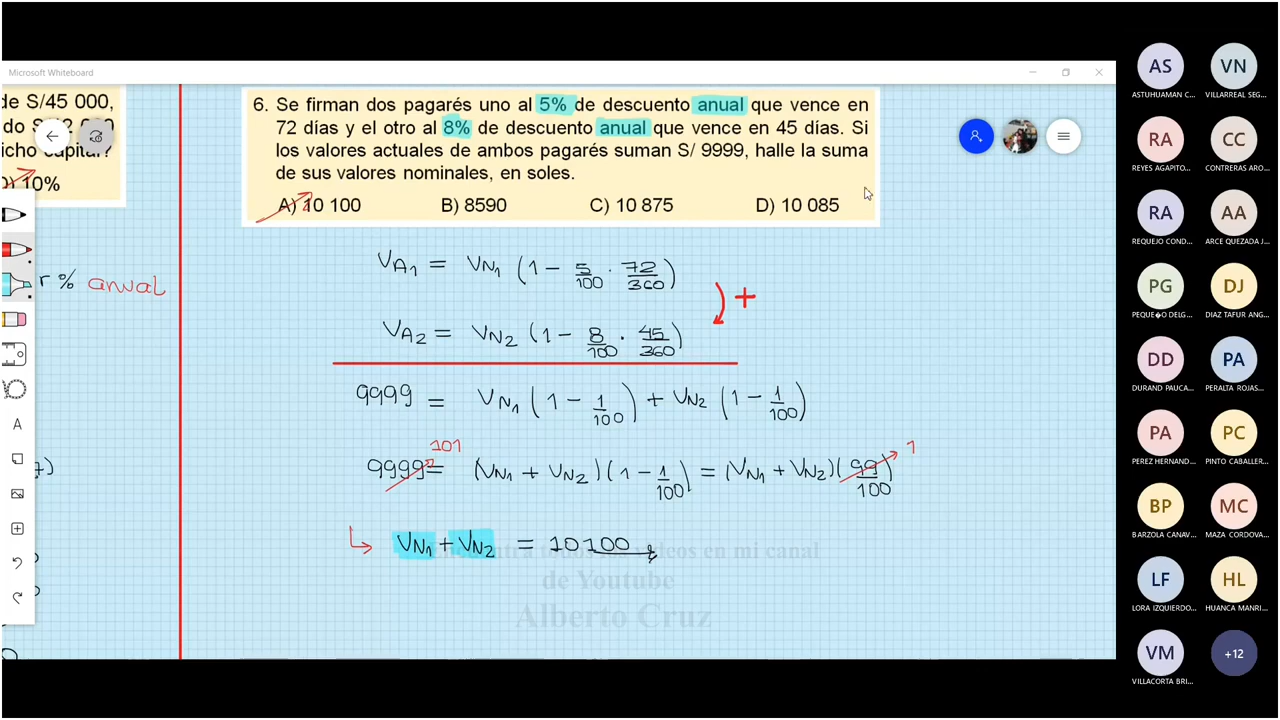 Microsoft Whiteboard
de S/45 000,
icho capital?
10%
r % anual
6. Se firman dos pagarés uno al 5% de descuento anual que vence en
72 días y el otro al 8% de descuento anual que vence en 45 días. Si
los valores actuales de ambos pagarés suman S/ 9999, halle la suma
de sus valores nominales, en soles.
A) 10 100 B) 8590 C) 10 875 D) 10 085
VA1 = VN1 (1 - 5/100 · 72/360)
+
VA2 = VN2 (1 - 8/100 · 45/360)
9999 = VN1 (1 - 1/100) + VN2 (1 - 1/100)
101 1
9999 = (VN1 + VN2) (1 - 1/100) = (VN1 + VN2) (99/100)
VN1 + VN2 = 10100
en mi canal
de Youtube
Alberto Cruz
A
AS VN
ASTUHUAMAN C... VILLARREAL SEG...
RA CC
REYES AGAPITO... CONTRERAS ARO...
RA AA
REQUEJO COND... ARCE QUEZADA J...
PG DJ
PEQUE�O DELG... DIAZ TAFUR ANG...
DD PA
DURAND PAUCA... PERALTA ROJAS...
PA PC
PEREZ HERNAND... PINTO CABALLER...
BP MC
BARZOLA CANAV... MAZA CORDOVA...
LF HL
LORA IZQUIERDO... HUANCA MANRI...
VM +12
VILLACORTA BRI...